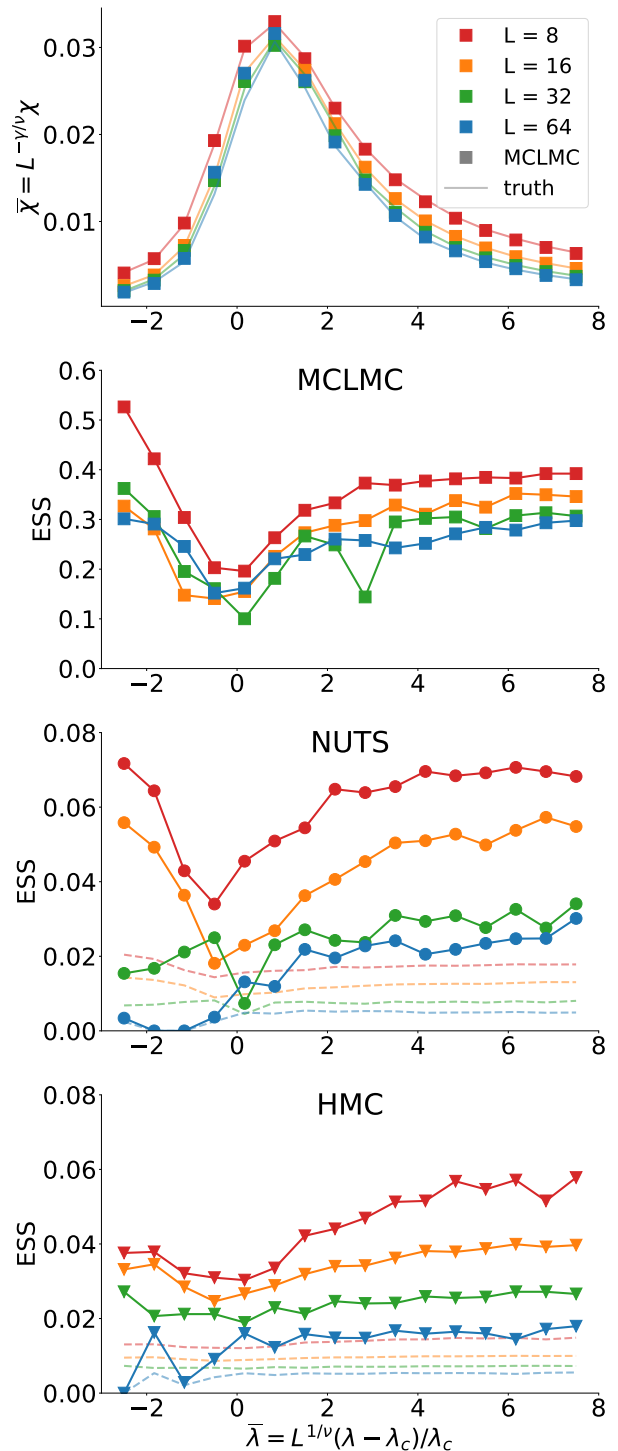 0.03
0.02
0.01
χ̅ = L^{-γ/ν}χ
L = 8
L = 16
L = 32
L = 64
MCLMC
truth
−2 0 2 4 6 8
MCLMC
0.6
0.5
0.4
0.3
0.2
0.1
0.0
ESS
−2 0 2 4 6 8
NUTS
0.08
0.06
0.04
0.02
0.00
ESS
−2 0 2 4 6 8
HMC
0.08
0.06
0.04
0.02
0.00
ESS
−2 0 2 4 6 8
λ̅ = L^{1/ν}(λ − λ_c)/λ_c